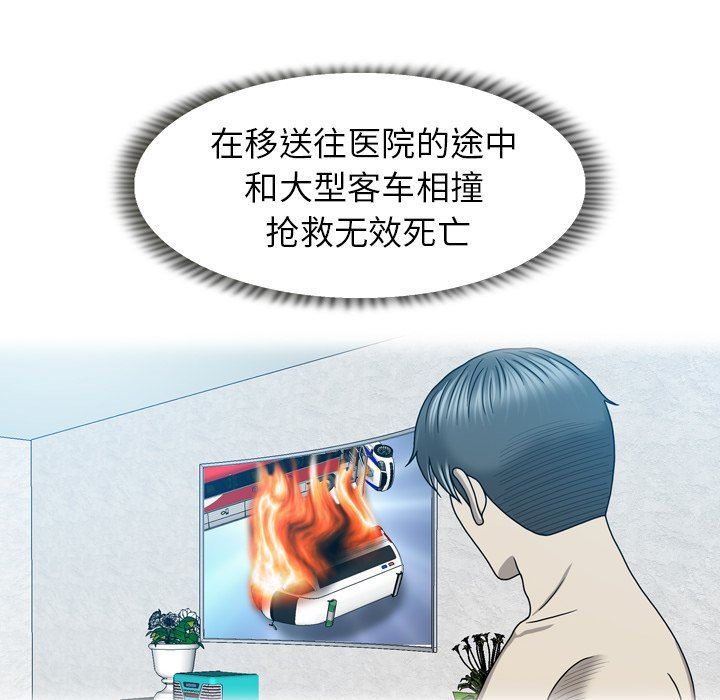 在移送往医院的途中
和大型客车相撞
抢救无效死亡